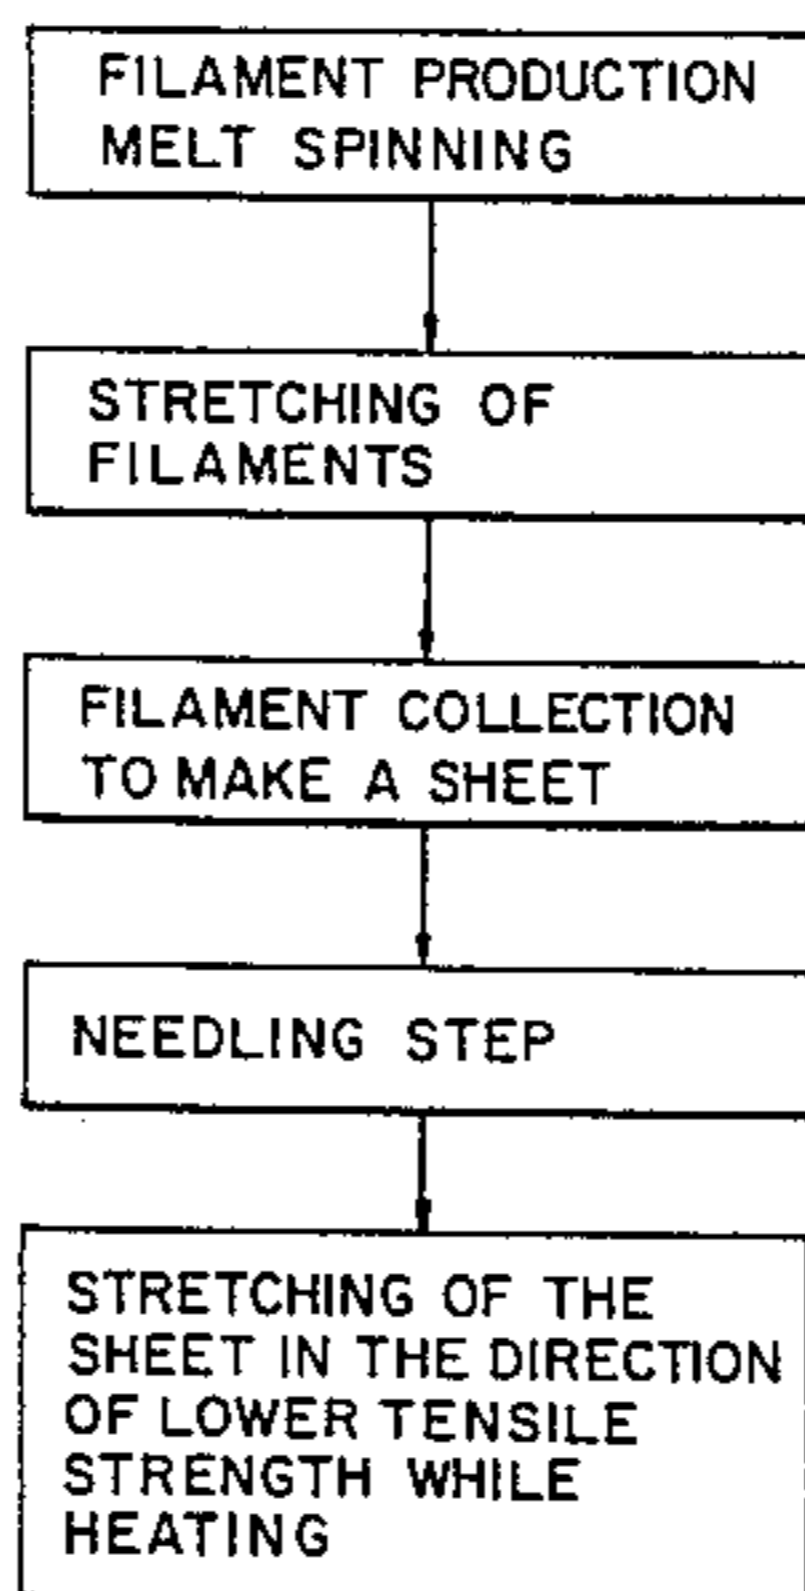 FILAMENT PRODUCTION
MELT SPINNING
STRETCHING OF
FILAMENTS
FILAMENT COLLECTION
TO MAKE A SHEET
NEEDLING STEP
STRETCHING OF THE
SHEET IN THE DIRECTION
OF LOWER TENSILE
STRENGTH WHILE
HEATING